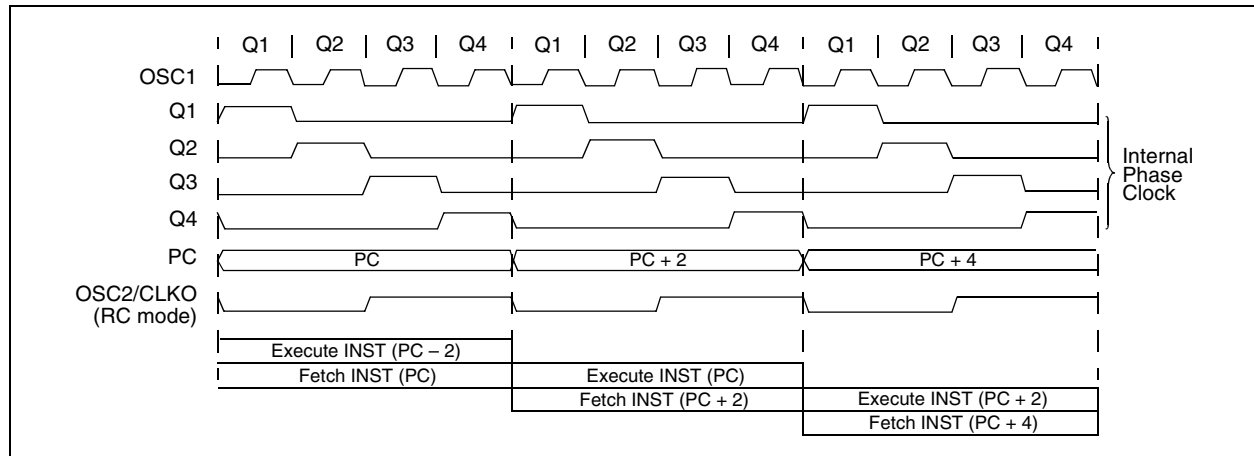 Q1 | Q2 | Q3 | Q4 | Q1 | Q2 | Q3 | Q4 | Q1 | Q2 | Q3 | Q4
OSC1
Q1
Q2
Q3
Q4
Internal
Phase
Clock
PC PC PC + 2 PC + 4
OSC2/CLKO
(RC mode)
Execute INST (PC – 2)
Fetch INST (PC) Execute INST (PC)
Fetch INST (PC + 2) Execute INST (PC + 2)
Fetch INST (PC + 4)